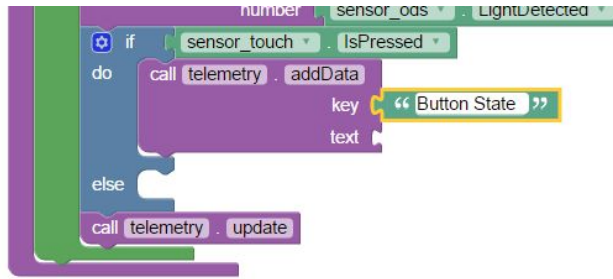 number sensor_ods . LightDetected
if sensor_touch . IsPressed
do call telemetry . addData
key “ Button State ”
text
else
call telemetry . update